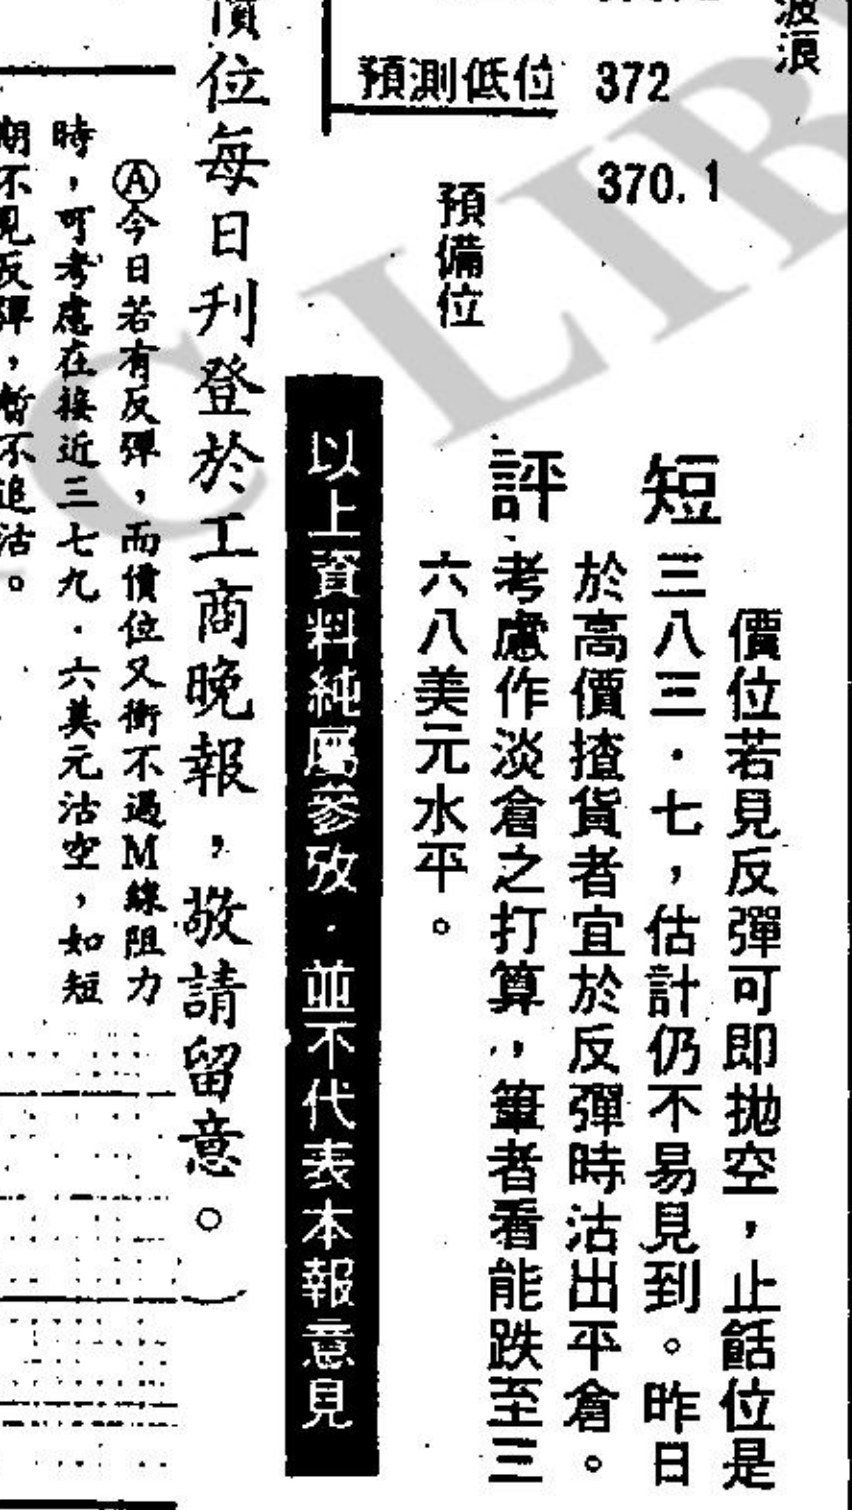 波浪
預測低位 372
370.1
預備位
短評
價位若見反彈可即拋空，止餂位是
三八三．七，估計仍不易見到。昨日
於高價揸貨者宜於反彈時沽出平倉。
考慮作淡倉之打算，筆者看能跌至三
六八美元水平。
以上資料純屬參攷．並不代表本報意見
價位每日刋登於工商晚報，敬請留意。）
Ⓐ今日若有反彈，而價位又衝不過M線阻力
時，可考慮在接近三七九．六美元沽空，如短
期不見反彈，暫不追沽。
C LIB